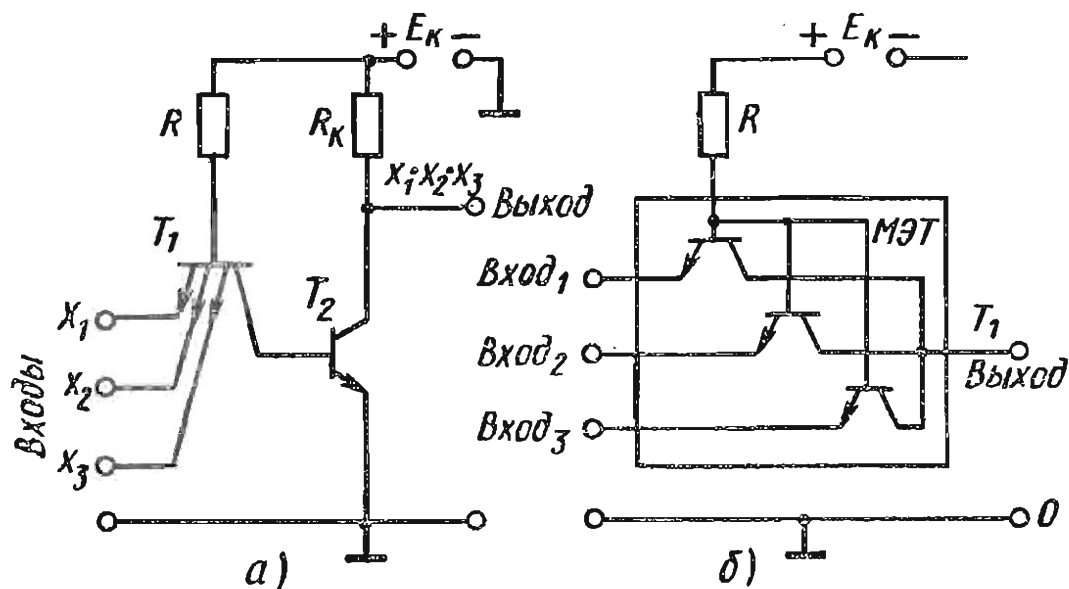 + Eк −
R
Rк
X1·X2·X3
Выход
T1
T2
X1
X2
X3
Входы
а)
+ Eк −
R
МЭТ
Вход1
Вход2
Вход3
T1
Выход
0
б)